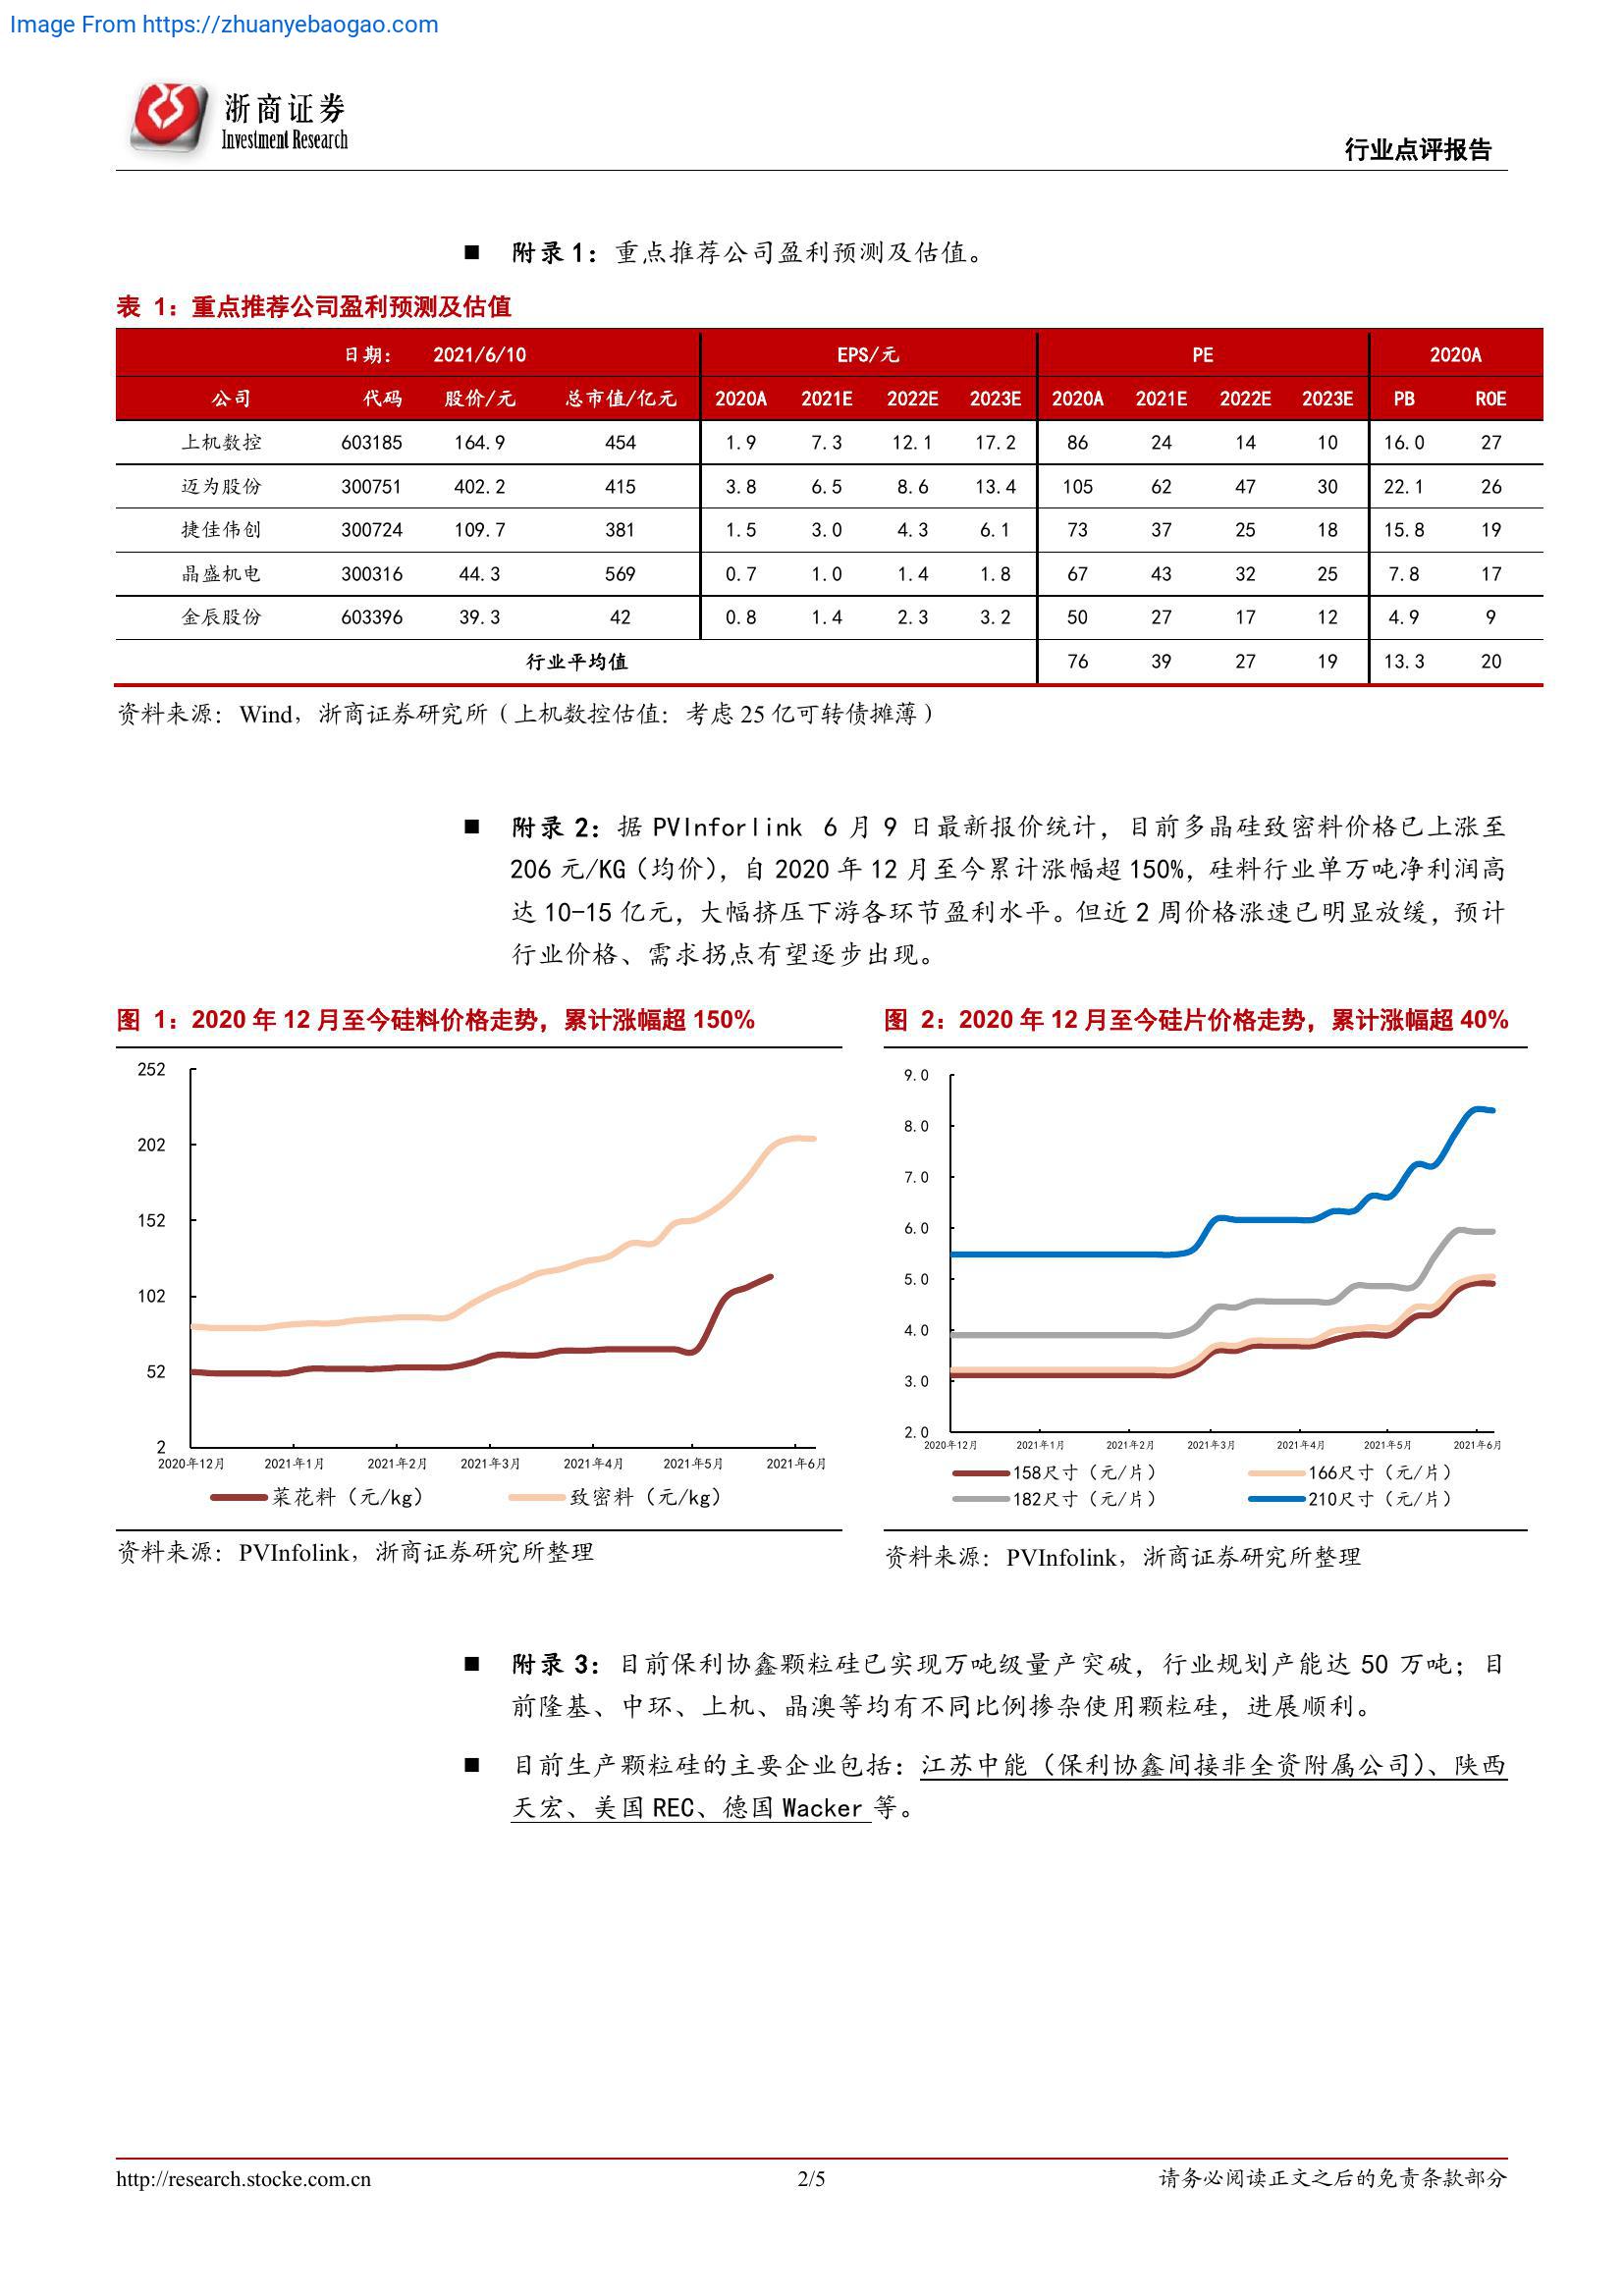 Image From https://zhuanyebaogao.com
浙商证券
Investment Research
行业点评报告
■ 附录1：重点推荐公司盈利预测及估值。
表 1：重点推荐公司盈利预测及估值
日期： 2021/6/10 EPS/元 PE 2020A
公司 代码 股价/元 总市值/亿元 2020A 2021E 2022E 2023E 2020A 2021E 2022E 2023E PB ROE
上机数控 603185 164.9 454 1.9 7.3 12.1 17.2 86 24 14 10 16.0 27
迈为股份 300751 402.2 415 3.8 6.5 8.6 13.4 105 62 47 30 22.1 26
捷佳伟创 300724 109.7 381 1.5 3.0 4.3 6.1 73 37 25 18 15.8 19
晶盛机电 300316 44.3 569 0.7 1.0 1.4 1.8 67 43 32 25 7.8 17
金辰股份 603396 39.3 42 0.8 1.4 2.3 3.2 50 27 17 12 4.9 9
行业平均值 76 39 27 19 13.3 20
资料来源：Wind，浙商证券研究所（上机数控估值：考虑25亿可转债摊薄）
■ 附录2：据 PVInforlink 6 月 9 日最新报价统计，目前多晶硅致密料价格已上涨至
206 元/KG（均价），自 2020 年 12 月至今累计涨幅超 150%，硅料行业单万吨净利润高
达 10-15 亿元，大幅挤压下游各环节盈利水平。但近 2 周价格涨速已明显放缓，预计
行业价格、需求拐点有望逐步出现。
图 1：2020 年 12 月至今硅料价格走势，累计涨幅超 150%
252
202
152
102
52
2
2020年12月 2021年1月 2021年2月 2021年3月 2021年4月 2021年5月 2021年6月
菜花料（元/kg） 致密料（元/kg）
资料来源：PVInfolink，浙商证券研究所整理
图 2：2020 年 12 月至今硅片价格走势，累计涨幅超 40%
9.0
8.0
7.0
6.0
5.0
4.0
3.0
2.0
2020年12月 2021年1月 2021年2月 2021年3月 2021年4月 2021年5月 2021年6月
158尺寸（元/片） 166尺寸（元/片）
182尺寸（元/片） 210尺寸（元/片）
资料来源：PVInfolink，浙商证券研究所整理
■ 附录3：目前保利协鑫颗粒硅已实现万吨级量产突破，行业规划产能达 50 万吨；目
前隆基、中环、上机、晶澳等均有不同比例掺杂使用颗粒硅，进展顺利。
■ 目前生产颗粒硅的主要企业包括：江苏中能（保利协鑫间接非全资附属公司）、陕西
天宏、美国 REC、德国 Wacker 等。
http://research.stocke.com.cn 2/5 请务必阅读正文之后的免责条款部分